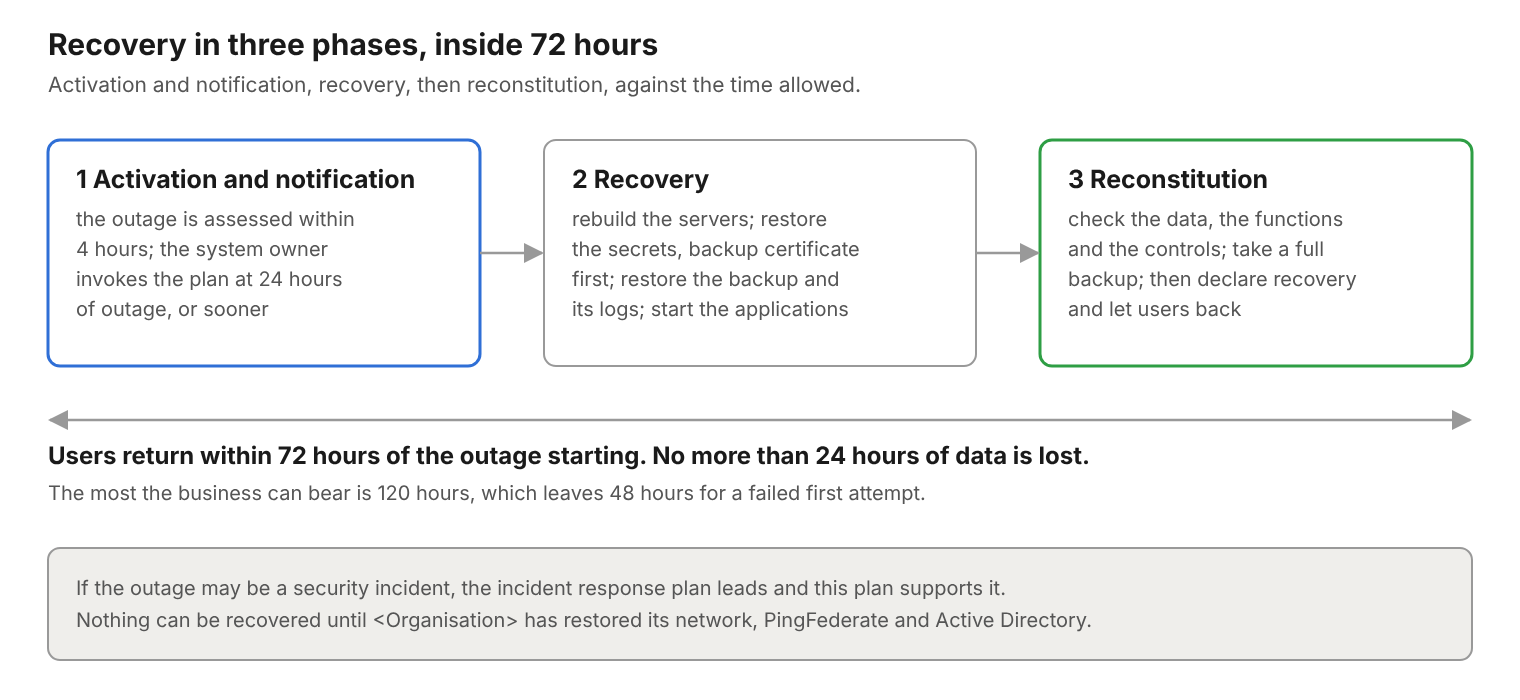 Recovery in three phases, inside 72 hours
Activation and notification, recovery, then reconstitution, against the time allowed.
1 Activation and notification
the outage is assessed within
4 hours; the system owner
invokes the plan at 24 hours
of outage, or sooner
2 Recovery
rebuild the servers; restore
the secrets, backup certificate
first; restore the backup and
its logs; start the applications
3 Reconstitution
check the data, the functions
and the controls; take a full
backup; then declare recovery
and let users back
Users return within 72 hours of the outage starting. No more than 24 hours of data is lost.
The most the business can bear is 120 hours, which leaves 48 hours for a failed first attempt.
If the outage may be a security incident, the incident response plan leads and this plan supports it.
Nothing can be recovered until <Organisation> has restored its network, PingFederate and Active Directory.